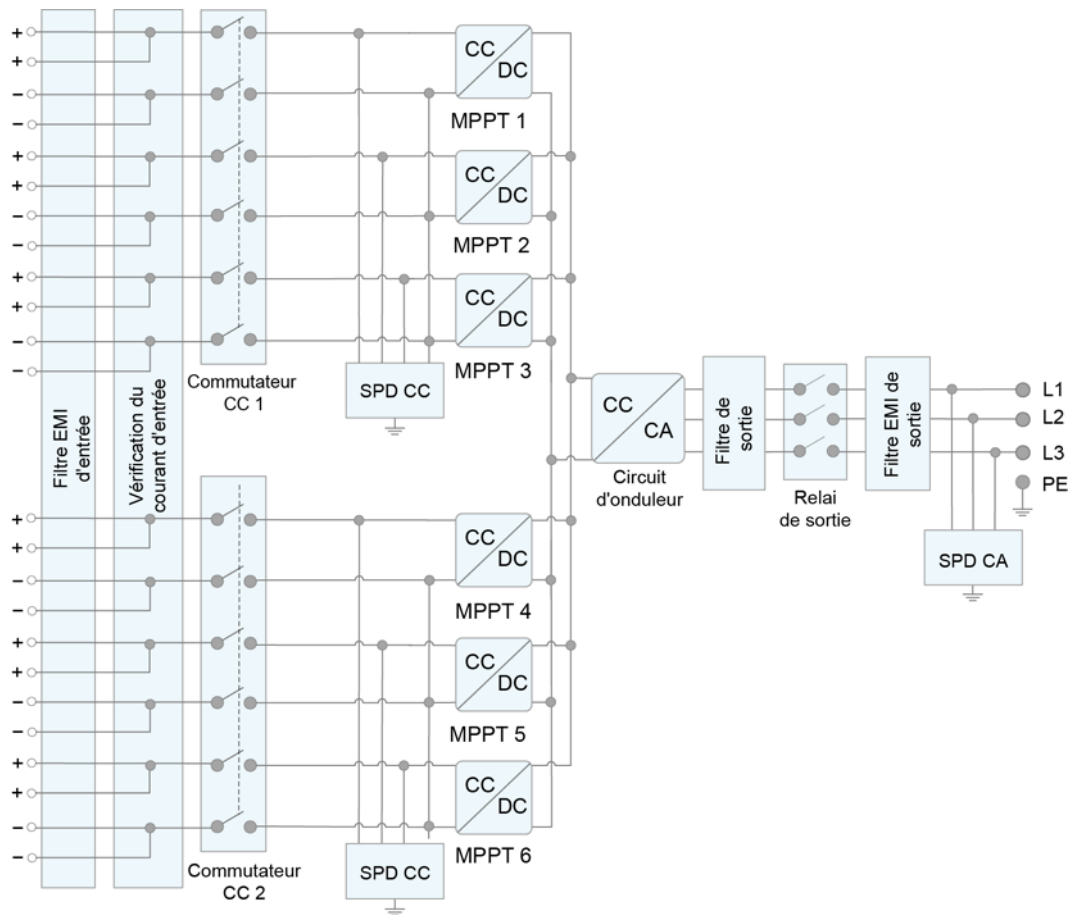 +
+
−
−
+
+
−
−
+
+
−
−
Filtre EMI
d'entrée
Vérification du
courant d'entrée
Commutateur
CC 1
SPD CC
CC
DC
MPPT 1
CC
DC
MPPT 2
CC
DC
MPPT 3
+
+
−
−
+
+
−
−
+
+
−
−
Commutateur
CC 2
SPD CC
CC
DC
MPPT 4
CC
DC
MPPT 5
CC
DC
MPPT 6
CC
CA
Circuit
d'onduleur
Filtre de
sortie
Relai
de sortie
Filtre EMI de
sortie
L1
L2
L3
PE
SPD CA